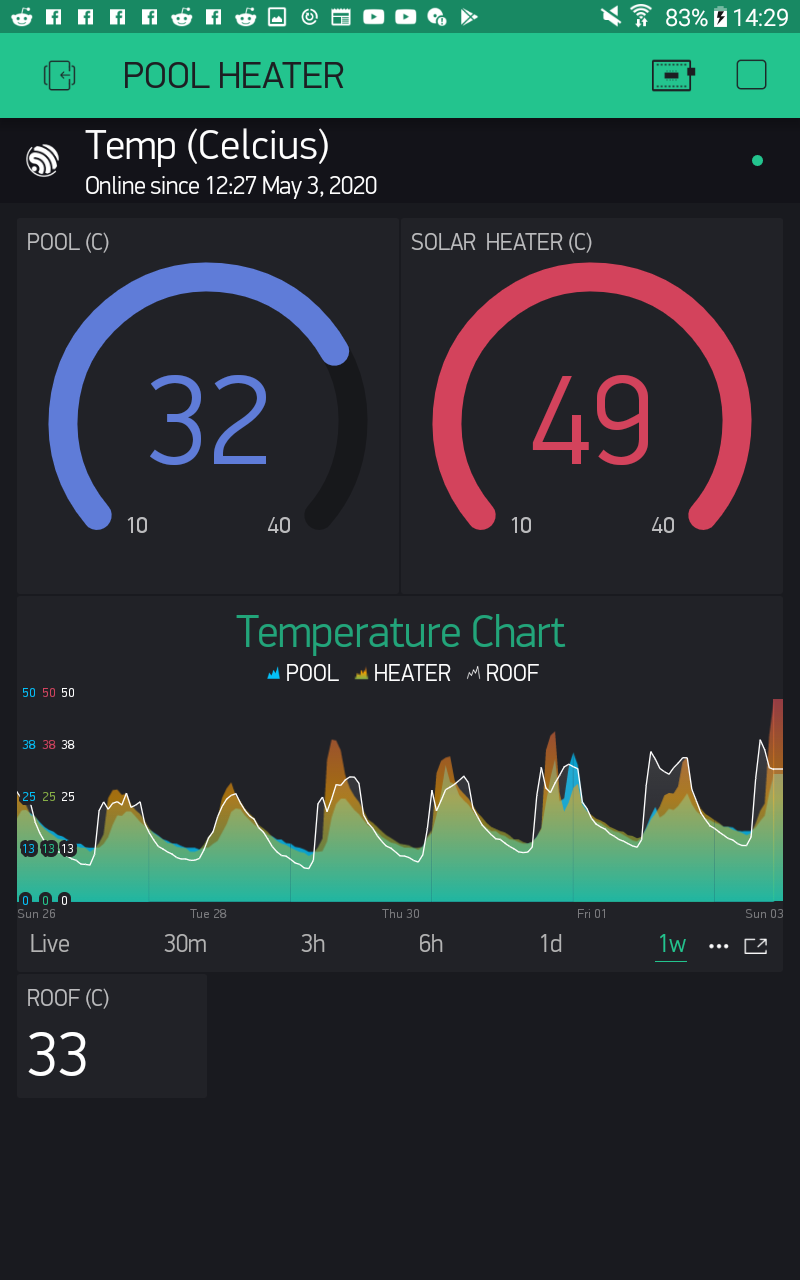 83% 14:29
POOL HEATER
Temp (Celcius)
Online since 12:27 May 3, 2020
POOL (C)
32
10 40
SOLAR HEATER (C)
49
10 40
Temperature Chart
POOL HEATER ROOF
50 50 50
38 38 38
25 25 25
13 13 13
0 0 0
Sun 26 Tue 28 Thu 30 Fri 01 Sun 03
Live 30m 3h 6h 1d 1w
ROOF (C)
33